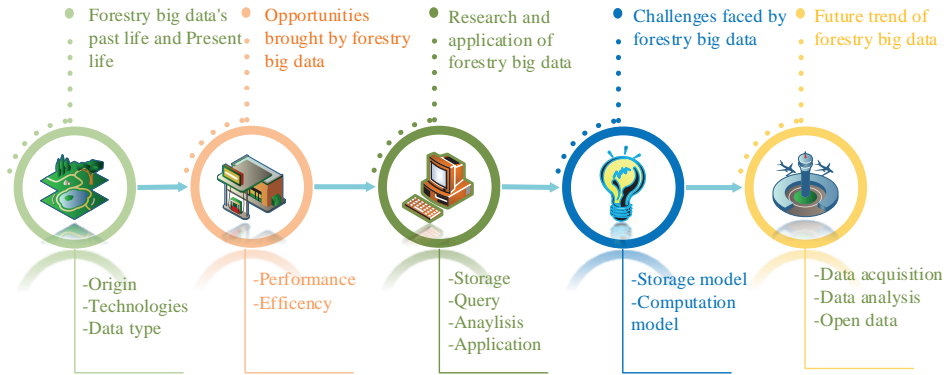 Forestry big data's
past life and Present
life
Opportunities
brought by forestry
big data
Research and
application of
forestry big data
Challenges faced by
forestry big data
Future trend of
forestry big data
-Origin
-Technologies
-Data type
-Performance
-Efficency
-Storage
-Query
-Anaylisis
-Application
-Storage model
-Computation
model
-Data acquisition
-Data analysis
-Open data